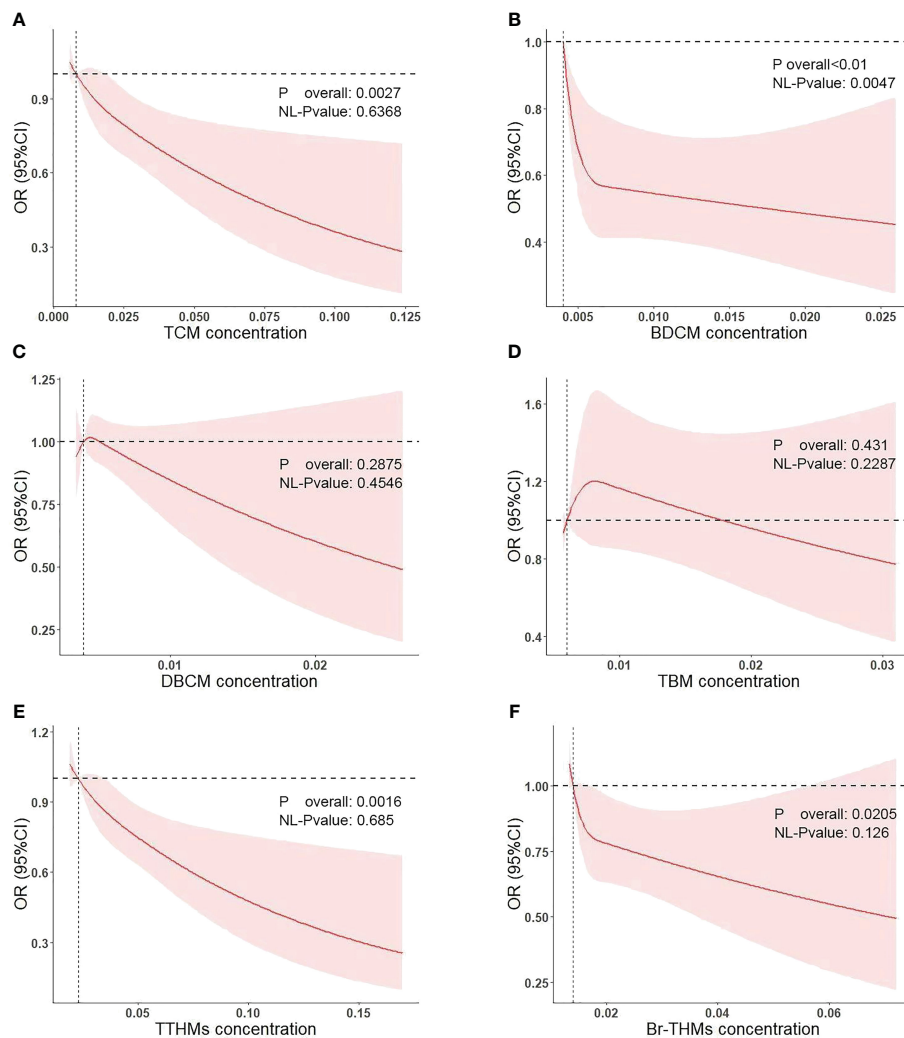 A
OR (95%CI)
0.9
0.6
0.3
P overall: 0.0027
NL-Pvalue: 0.6368
0.000 0.025 0.050 0.075 0.100 0.125
TCM concentration
B
OR (95%CI)
1.0
0.8
0.6
0.4
P overall<0.01
NL-Pvalue: 0.0047
0.005 0.010 0.015 0.020 0.025
BDCM concentration
C
OR (95%CI)
1.25
1.00
0.75
0.50
0.25
P overall: 0.2875
NL-Pvalue: 0.4546
0.01 0.02
DBCM concentration
D
OR (95%CI)
1.6
1.2
0.8
0.4
P overall: 0.431
NL-Pvalue: 0.2287
0.01 0.02 0.03
TBM concentration
E
OR (95%CI)
1.2
0.9
0.6
0.3
P overall: 0.0016
NL-Pvalue: 0.685
0.05 0.10 0.15
TTHMs concentration
F
OR (95%CI)
1.00
0.75
0.50
0.25
P overall: 0.0205
NL-Pvalue: 0.126
0.02 0.04 0.06
Br-THMs concentration